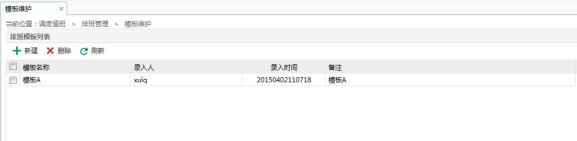 模板维护 ×
当前位置：调度值班 > 排班管理 > 模板维护
排班模板列表
新建 删除 刷新
模板名称 录入人 录入时间 备注
模板A xulq 20150402110718 模板A